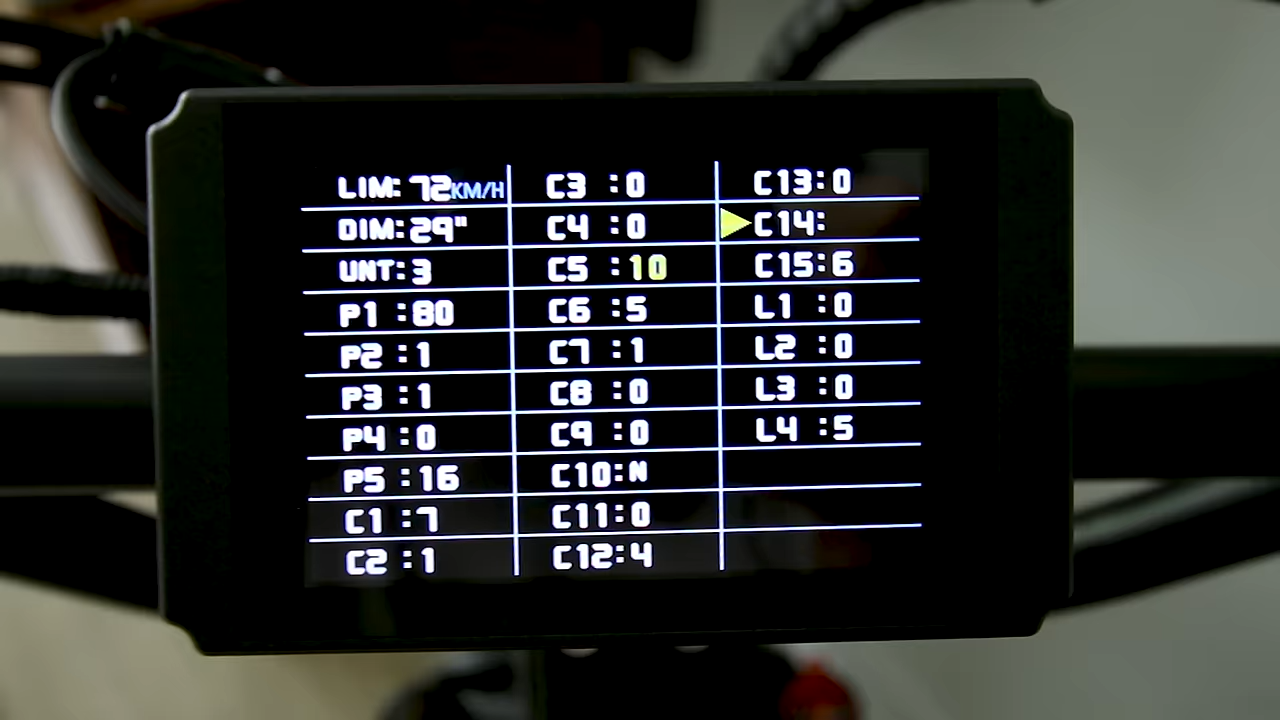 LIM: 72KM/H
DIM: 29"
UNT: 3
P1 :80
P2 :1
P3 :1
P4 :0
P5 :16
C1 :7
C2 :1
C3 :0
C4 :0
C5 :10
C6 :5
C7 :1
C8 :0
C9 :0
C10:N
C11:0
C12:4
C13:0
C14:
C15:6
L1 :0
L2 :0
L3 :0
L4 :5